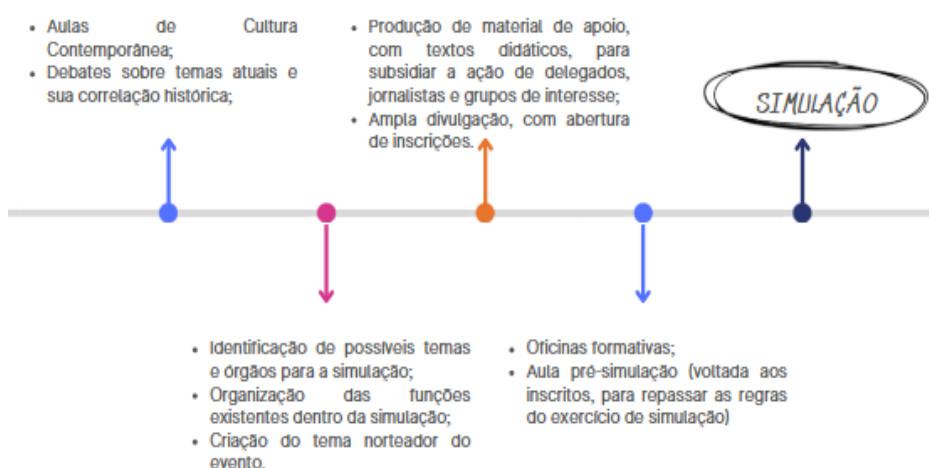 • Aulas de Cultura
Contemporânea;
• Debates sobre temas atuais e
sua correlação histórica;
• Produção de material de apoio,
com textos didáticos, para
subsidiar a ação de delegados,
jornalistas e grupos de interesse;
• Ampla divulgação, com abertura
de inscrições.
SIMULAÇÃO
• Identificação de possíveis temas
e órgãos para a simulação;
• Organização das funções
existentes dentro da simulação;
• Criação do tema norteador do
evento.
• Oficinas formativas;
• Aula pré-simulação (voltada aos
inscritos, para repassar as regras
do exercício de simulação)